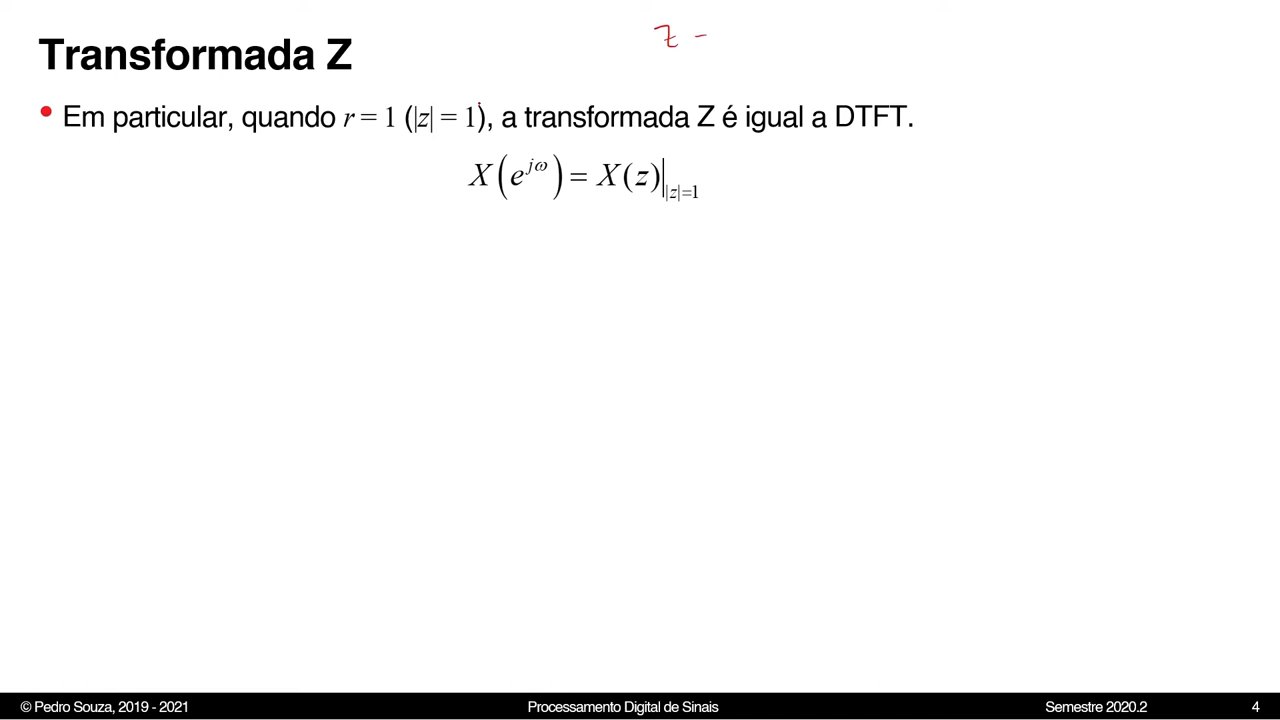 z -
Transformada Z
• Em particular, quando r = 1 (|z| = 1), a transformada Z é igual a DTFT.
X(e^{jω}) = X(z)|_{|z|=1}
© Pedro Souza, 2019 - 2021 Processamento Digital de Sinais Semestre 2020.2 4